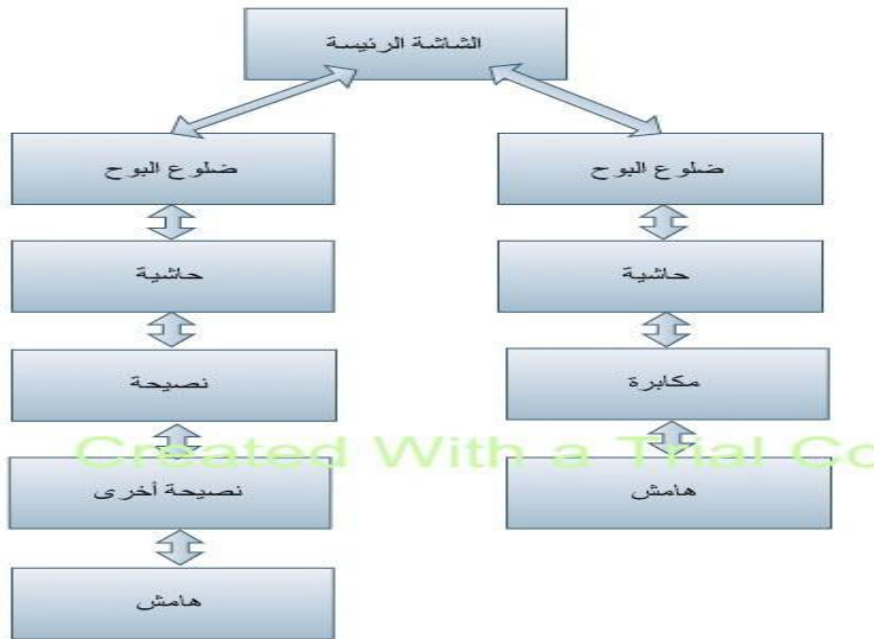 الشاشة الرئيسة
ضلوع البوح
ضلوع البوح
حاشية
حاشية
مكابرة
نصيحة
Created With a Trial Co
هامش
نصيحة أخرى
هامش